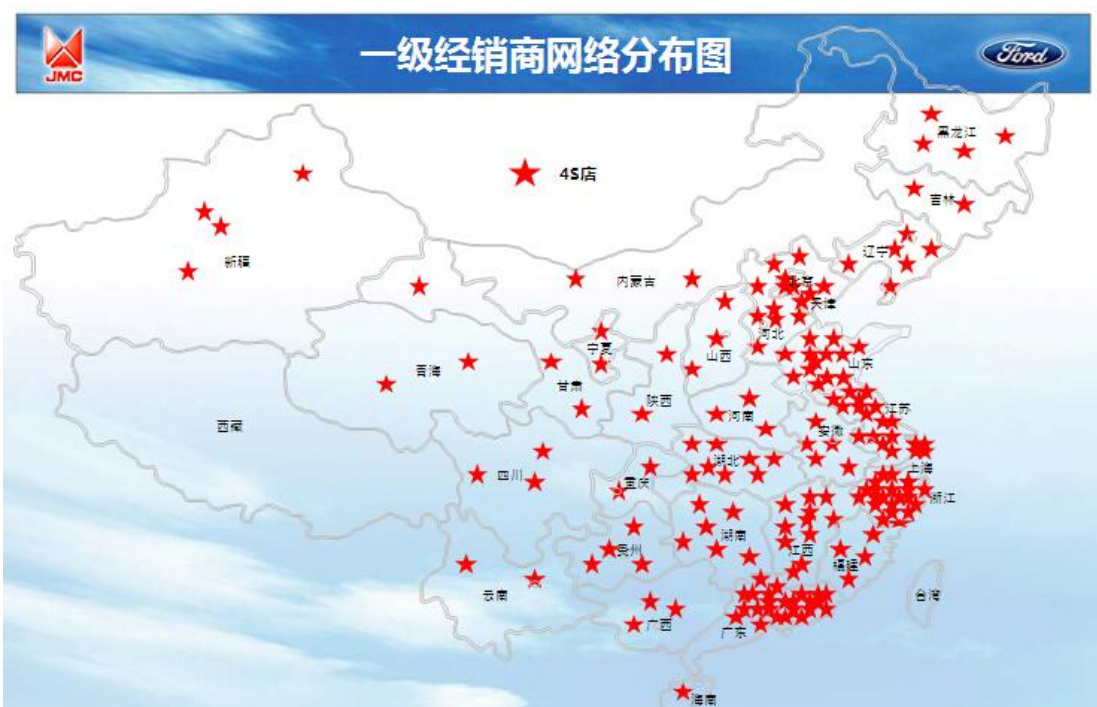 JMC
一级经销商网络分布图
Ford
黑龙江
4S店
吉林
辽宁
新疆
内蒙古
北京
天津
河北
宁夏
山西
山东
青海
甘肃
陕西
河南
江苏
西藏
安徽
四川
重庆
湖北
上海
浙江
湖南
贵州
江西
福建
云南
台湾
广西
广东
海南